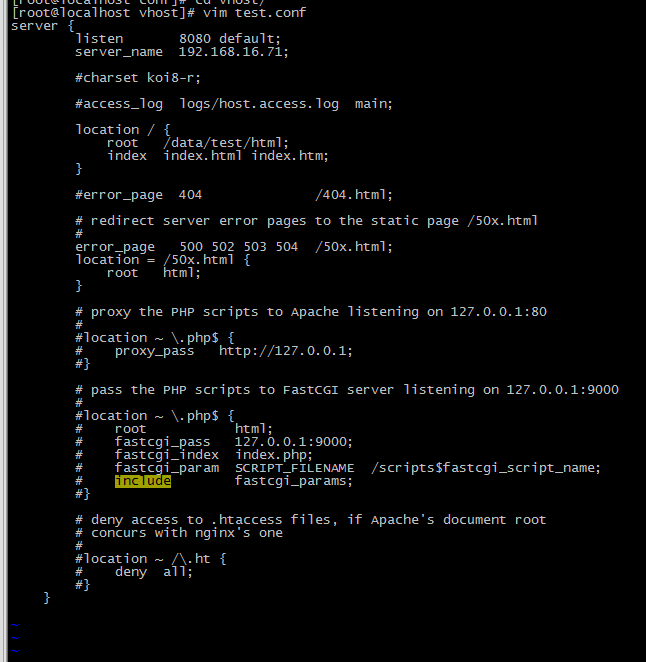 [root@localhost conf]# cd vhost/
[root@localhost vhost]# vim test.conf
server {
        listen       8080 default;
        server_name  192.168.16.71;

        #charset koi8-r;

        #access_log  logs/host.access.log  main;

        location / {
            root   /data/test/html;
            index  index.html index.htm;
        }

        #error_page  404              /404.html;

        # redirect server error pages to the static page /50x.html
        #
        error_page   500 502 503 504  /50x.html;
        location = /50x.html {
            root   html;
        }

        # proxy the PHP scripts to Apache listening on 127.0.0.1:80
        #
        #location ~ \.php$ {
        #    proxy_pass   http://127.0.0.1;
        #}

        # pass the PHP scripts to FastCGI server listening on 127.0.0.1:9000
        #
        #location ~ \.php$ {
        #    root           html;
        #    fastcgi_pass   127.0.0.1:9000;
        #    fastcgi_index  index.php;
        #    fastcgi_param  SCRIPT_FILENAME  /scripts$fastcgi_script_name;
        #    include        fastcgi_params;
        #}

        # deny access to .htaccess files, if Apache's document root
        # concurs with nginx's one
        #
        #location ~ /\.ht {
        #    deny  all;
        #}
    }

~
~
~